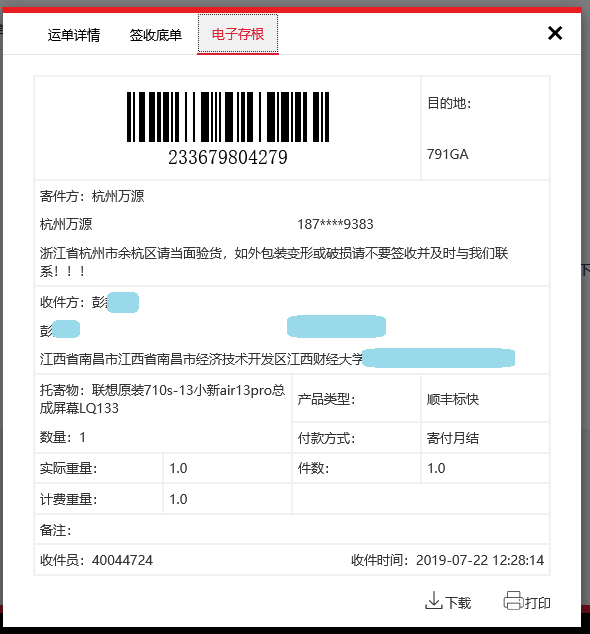 运单详情 签收底单 电子存根
目的地：
233679804279
791GA
寄件方：杭州万源
杭州万源 187****9383
浙江省杭州市余杭区请当面验货，如外包装变形或破损请不要签收并及时与我们联
系！！！
收件方：彭
彭
江西省南昌市江西省南昌市经济技术开发区江西财经大学
托寄物：联想原装710s-13小新air13pro总
成屏幕LQ133
产品类型： 顺丰标快
数量：1
付款方式： 寄付月结
实际重量： 1.0 件数： 1.0
计费重量： 1.0
备注：
收件员：40044724 收件时间：2019-07-22 12:28:14
下载 打印